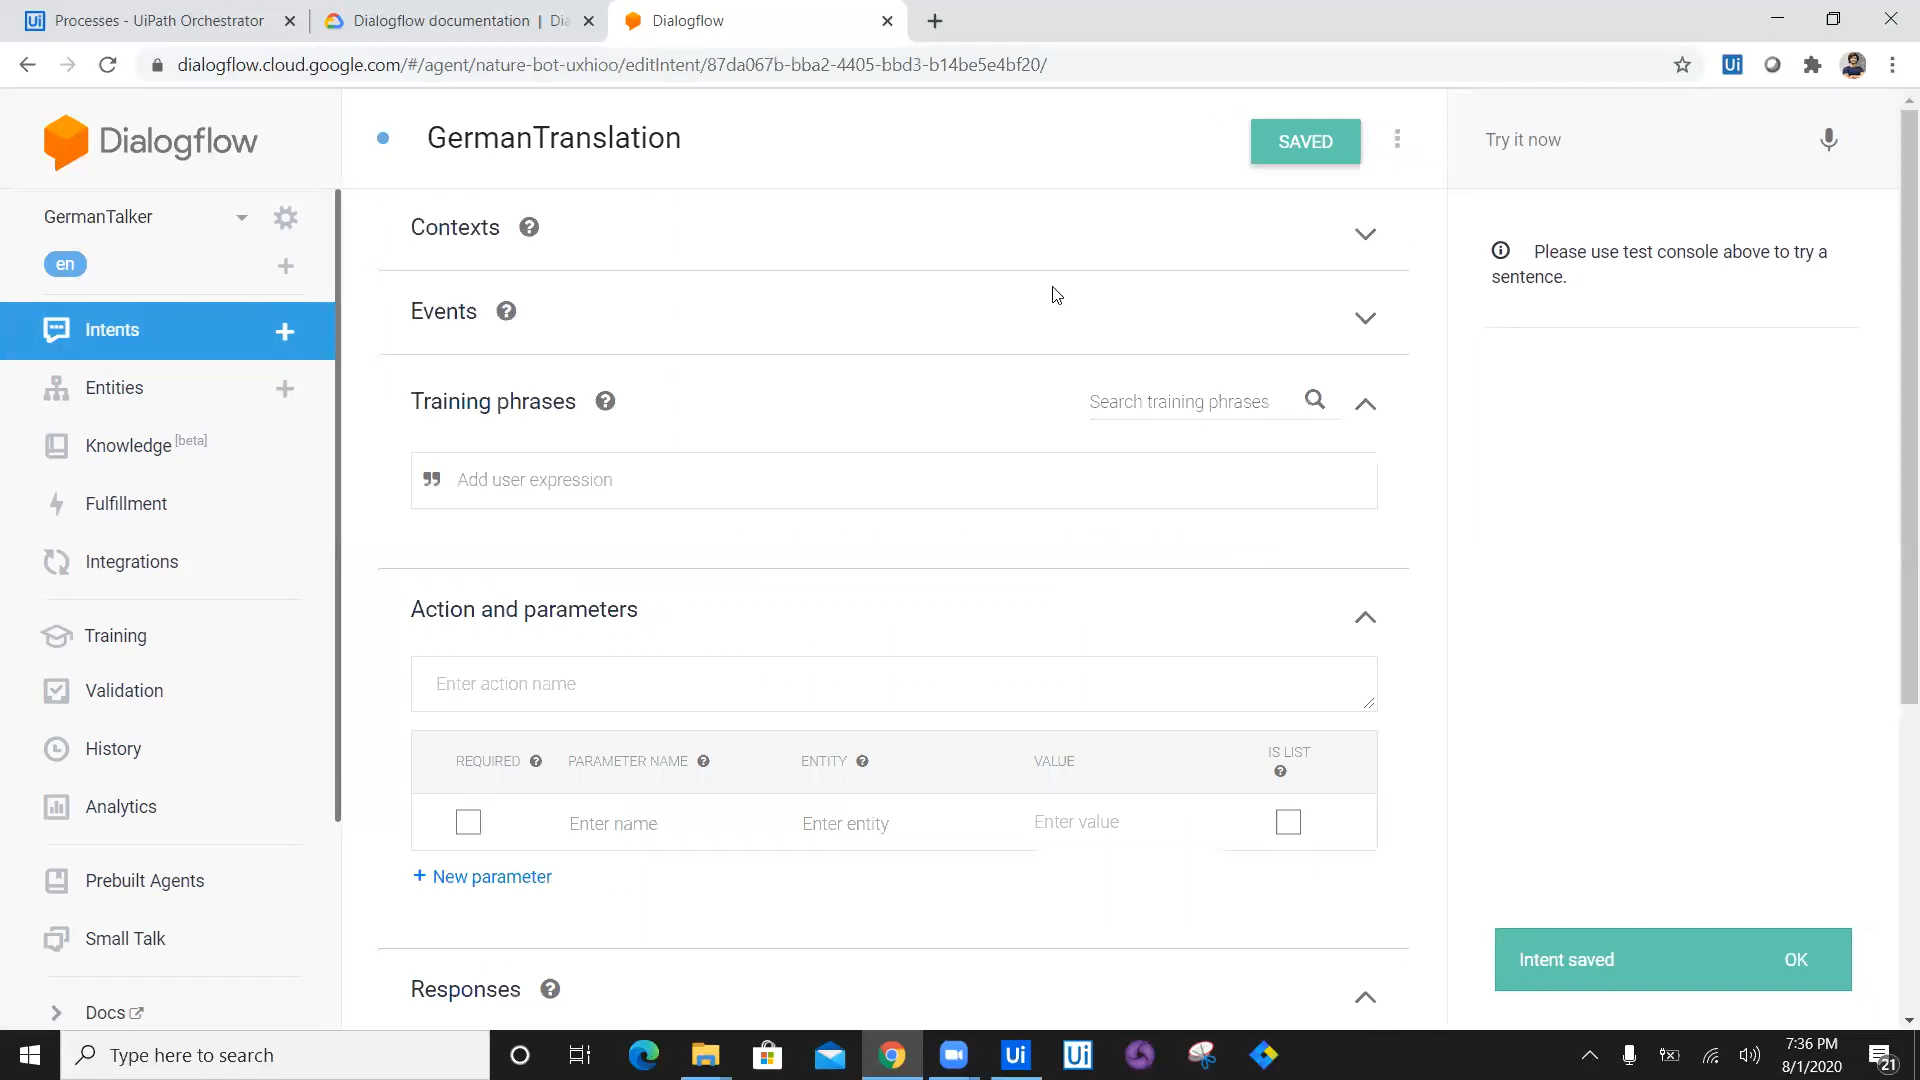 Processes - UiPath Orchestrator
Dialogflow documentation | Dia
Dialogflow
dialogflow.cloud.google.com/#/agent/nature-bot-uxhioo/editIntent/87da067b-bba2-4405-bbd3-b14be5e4bf20/
Ui
Dialogflow
GermanTranslation
SAVED
Try it now
GermanTalker
en
Intents
Entities
Knowledge [beta]
Fulfillment
Integrations
Training
Validation
History
Analytics
Prebuilt Agents
Small Talk
Docs
Contexts
Events
Training phrases
Search training phrases
Add user expression
Action and parameters
Enter action name
REQUIRED PARAMETER NAME ENTITY VALUE IS LIST
Enter name Enter entity Enter value
+ New parameter
Responses
Please use test console above to try a
sentence.
Intent saved OK
Type here to search
Ui
Ui
7:36 PM
8/1/2020
21